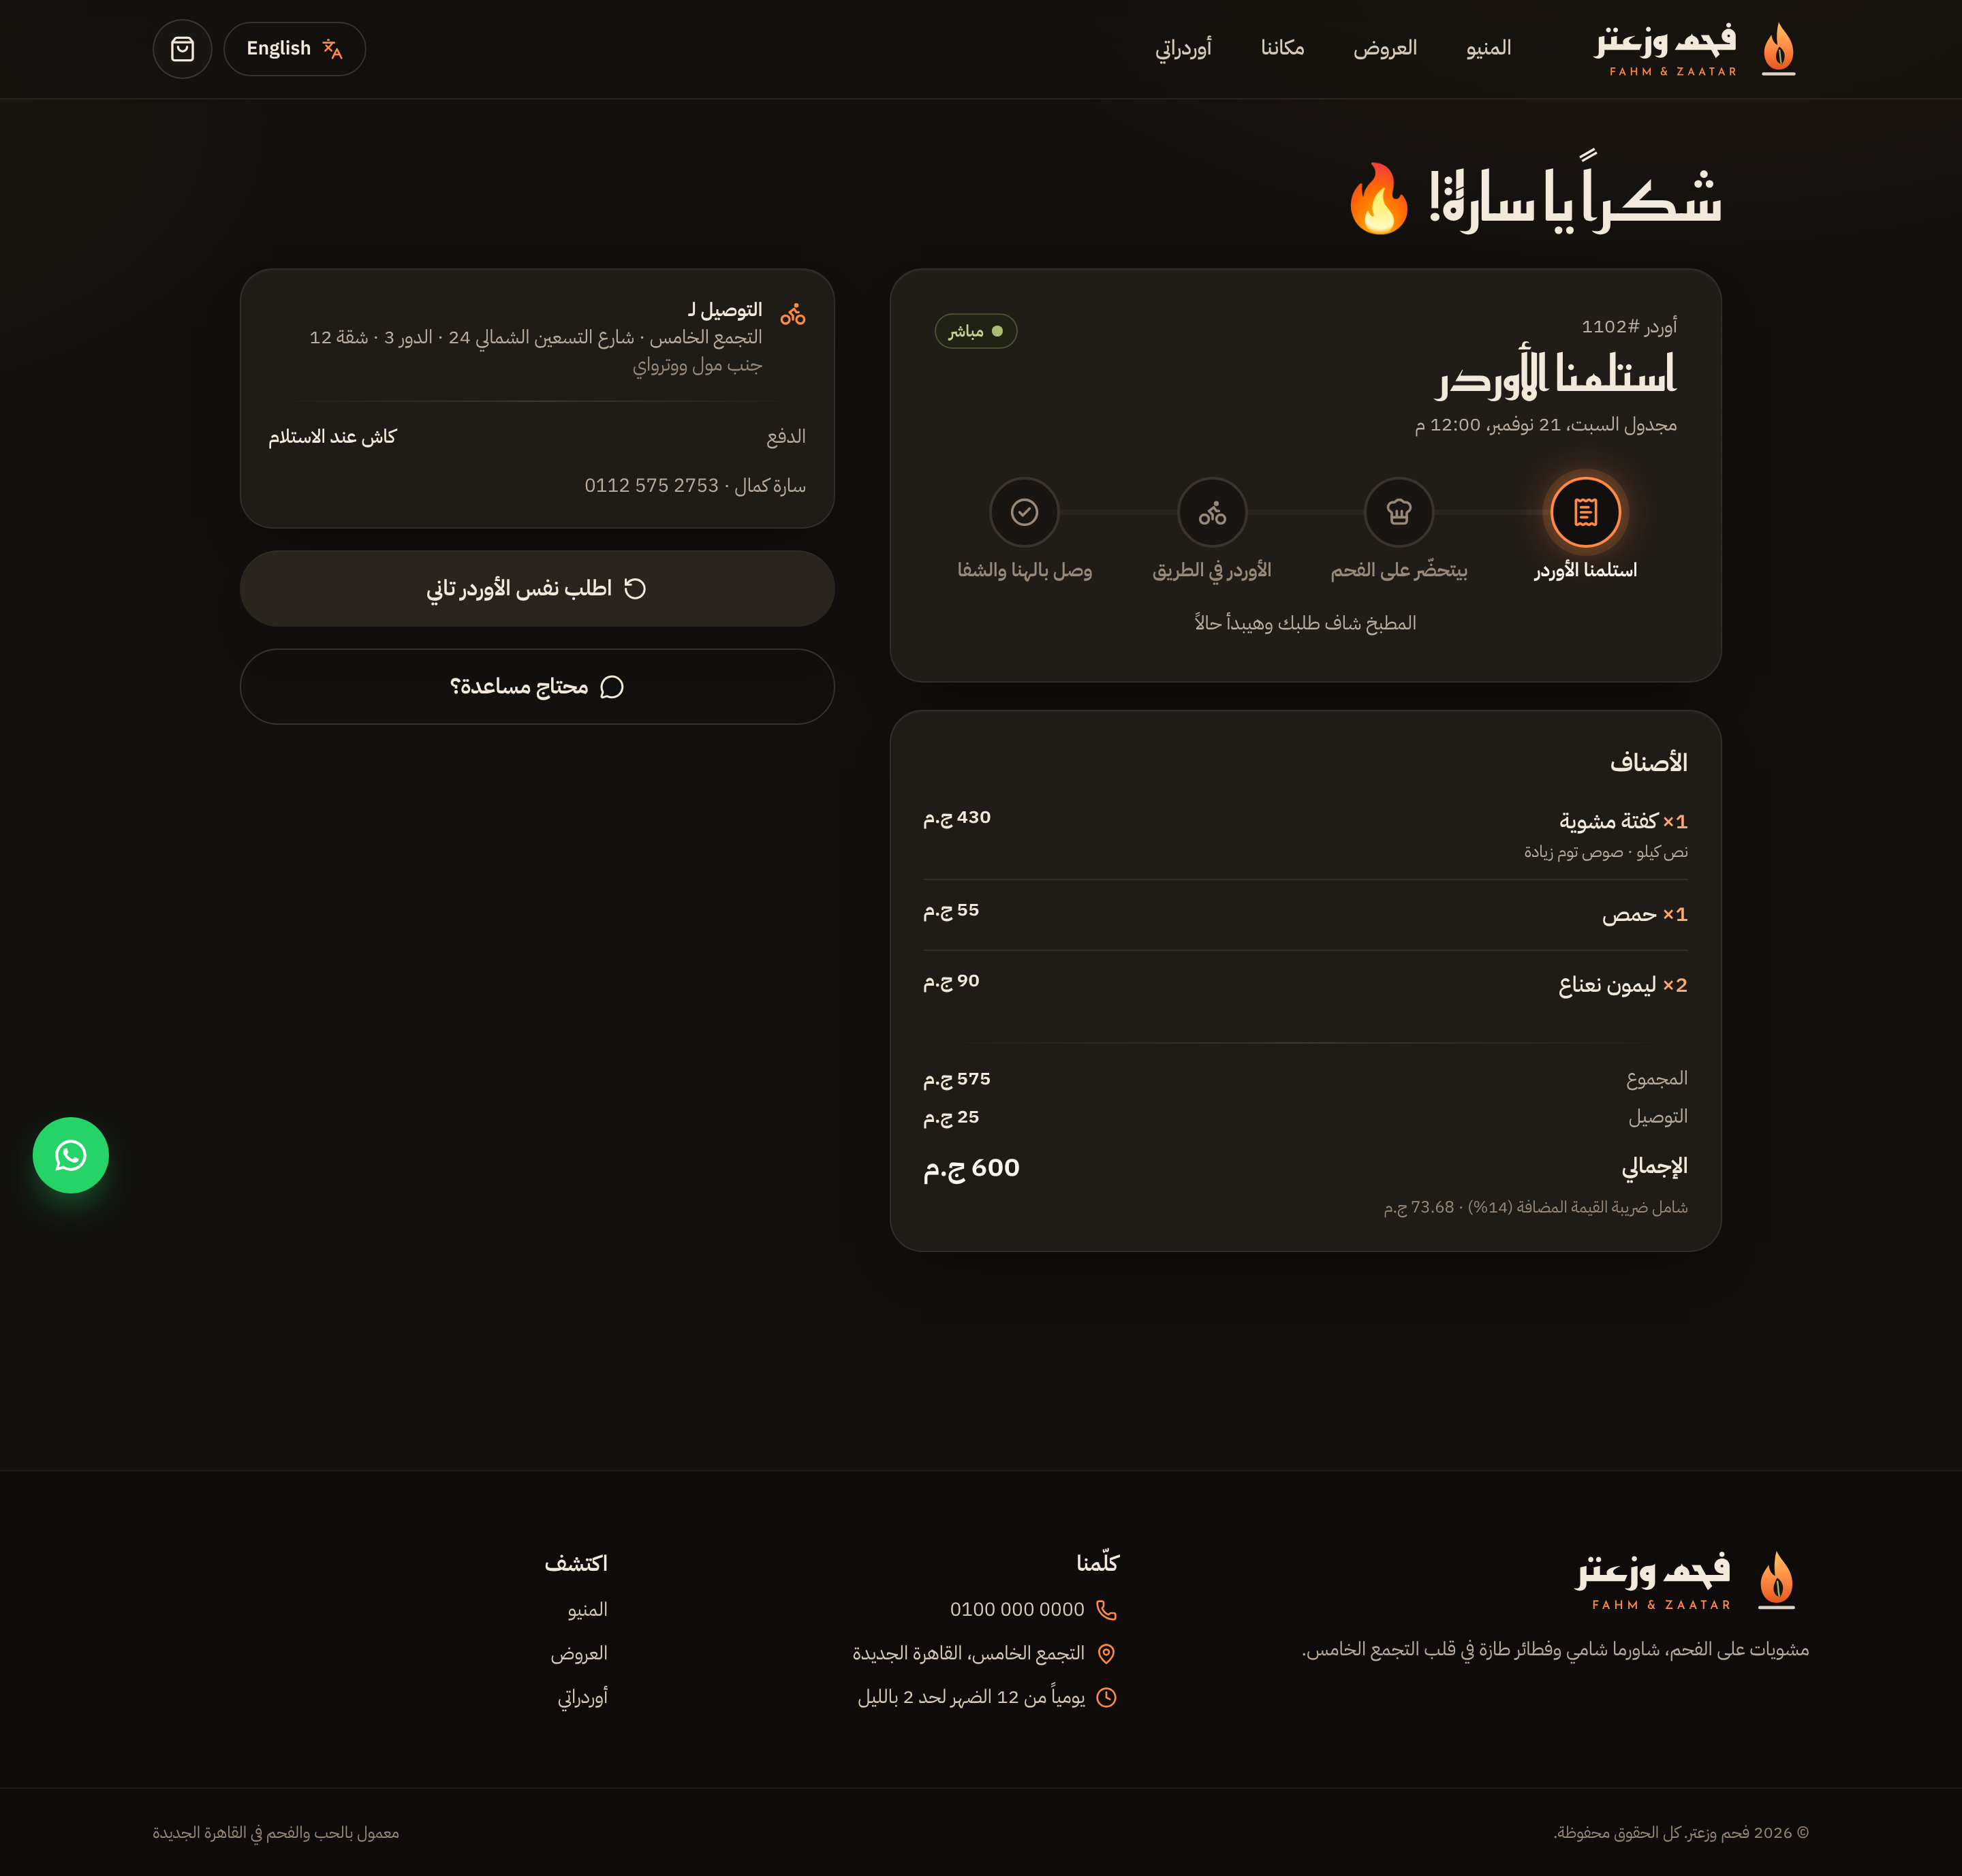 فحم وزعتر
FAHM & ZAATAR
المنيو
العروض
مكاننا
أوردراتي
English
شكراً يا سارة! 🔥
أوردر #1102
مباشر
استلمنا الأوردر
مجدول السبت، 21 نوفمبر، 12:00 م
استلمنا الأوردر
بيتحضّر على الفحم
الأوردر في الطريق
وصل بالهنا والشفا
المطبخ شاف طلبك وهيبدأ حالاً
الأصناف
1× كفتة مشوية
430 ج.م
نص كيلو · صوص توم زيادة
1× حمص
55 ج.م
2× ليمون نعناع
90 ج.م
المجموع
575 ج.م
التوصيل
25 ج.م
الإجمالي
600 ج.م
شامل ضريبة القيمة المضافة (14%) · 73.68 ج.م
التوصيل لـ
التجمع الخامس · شارع التسعين الشمالي 24 · الدور 3 · شقة 12
جنب مول ووترواي
الدفع
كاش عند الاستلام
سارة كمال · 0112 575 2753
اطلب نفس الأوردر تاني
محتاج مساعدة؟
فحم وزعتر
FAHM & ZAATAR
مشويات على الفحم، شاورما شامي وفطائر طازة في قلب التجمع الخامس.
كلّمنا
0100 000 0000
التجمع الخامس، القاهرة الجديدة
يومياً من 12 الضهر لحد 2 بالليل
اكتشف
المنيو
العروض
أوردراتي
© 2026 فحم وزعتر. كل الحقوق محفوظة.
معمول بالحب والفحم في القاهرة الجديدة